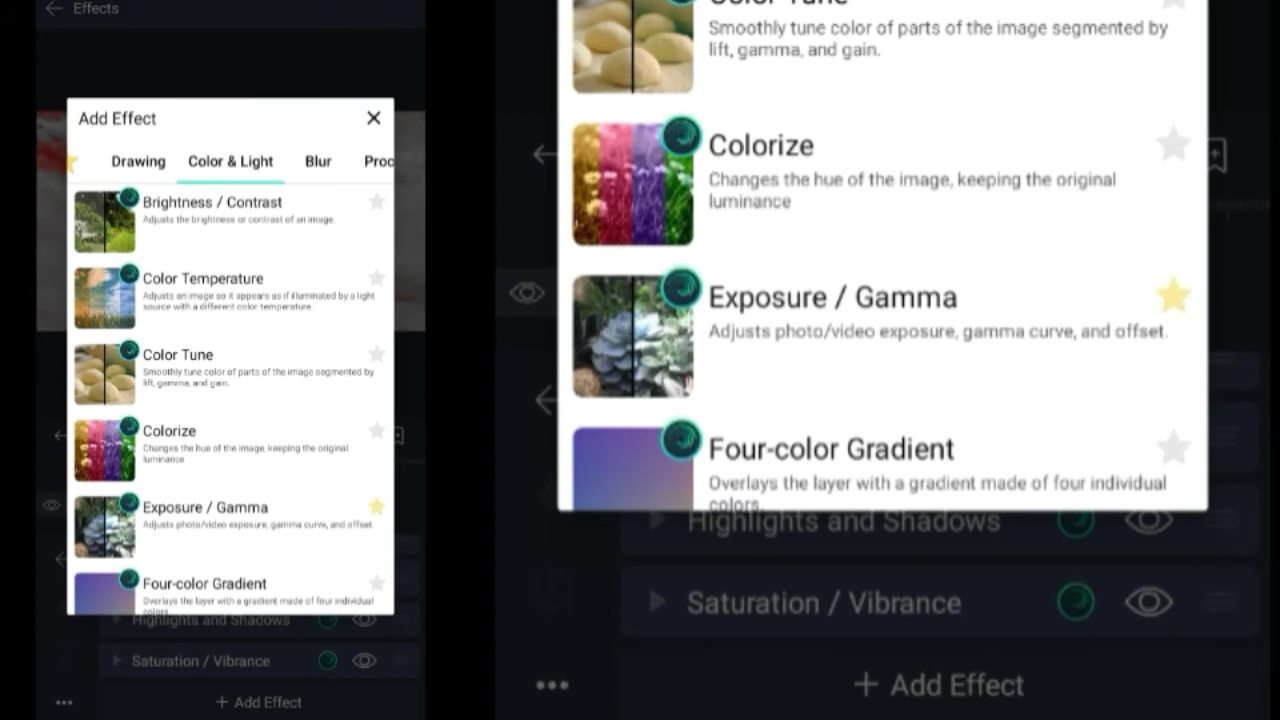 Effects
Add Effect
Drawing
Color & Light
Blur
Proc
Brightness / Contrast
Adjusts the brightness or contrast of an image.
Color Temperature
Adjusts an image so it appears as if illuminated by a light
source with a different color temperature.
Color Tune
Smoothly tune color of parts of the image segmented by
lift, gamma, and gain.
Colorize
Changes the hue of the image, keeping the original
luminance
Exposure / Gamma
Adjusts photo/video exposure, gamma curve, and offset.
Four-color Gradient
Overlays the layer with a gradient made of four individual
colors.
Highlights and Shadows
Saturation / Vibrance
+ Add Effect
Color Tune
Smoothly tune color of parts of the image segmented by
lift, gamma, and gain.
Colorize
Changes the hue of the image, keeping the original
luminance
Exposure / Gamma
Adjusts photo/video exposure, gamma curve, and offset.
Four-color Gradient
Overlays the layer with a gradient made of four individual
colors.
Highlights and Shadows
Saturation / Vibrance
+ Add Effect